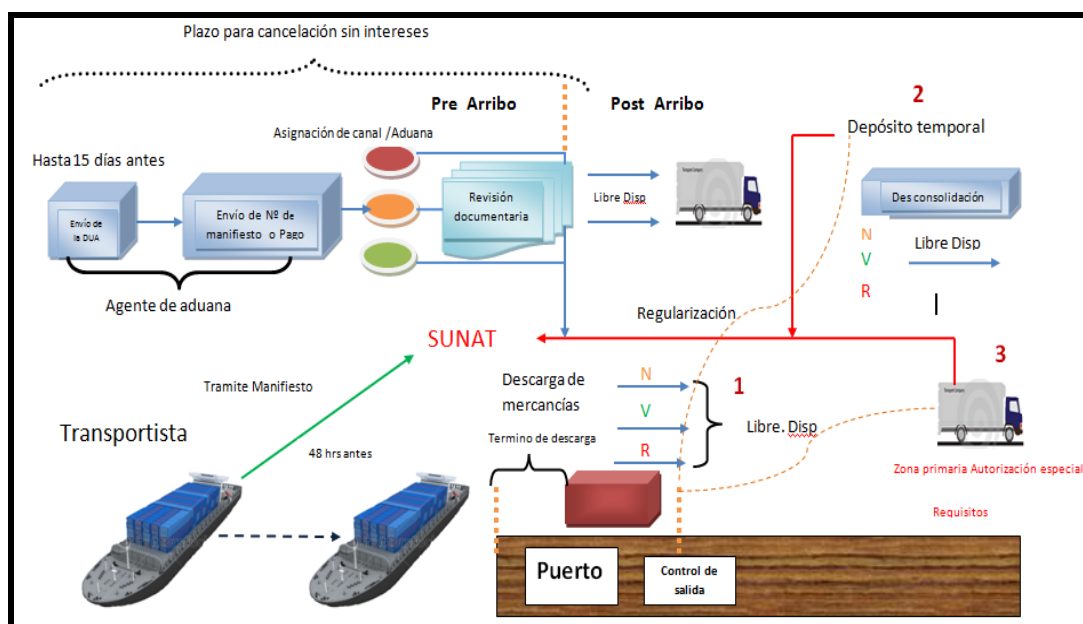 Plazo para cancelación sin intereses
Pre Arribo
Post Arribo
2
Depósito temporal
Asignación de canal /Aduana
Hasta 15 días antes
Envío de
la DUA
Envío de Nº de
manifiesto o Pago
Revisión
documentaria
Libre Disp
Desconsolidación
N
V
R
Libre Disp
Agente de aduana
Regularización
SUNAT
3
Tramite Manifiesto
Descarga de
mercancías
N
V
R
1
Libre. Disp
Transportista
48 hrs antes
Termino de descarga
Zona primaria Autorización especial
Requisitos
Puerto
Control de
salida